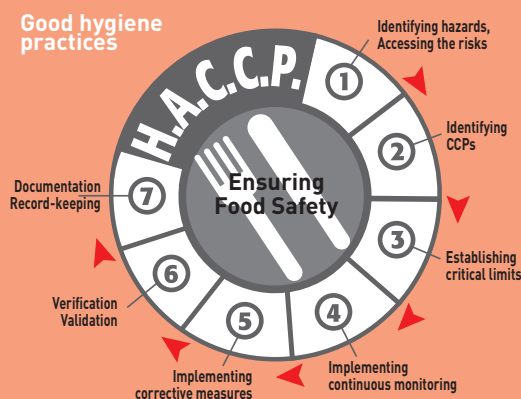 Good hygiene
practices
H.A.C.C.P.
1
Identifying hazards,
Accessing the risks
2
Identifying
CCPs
3
Establishing
critical limits
4
Implementing
continuous monitoring
5
Implementing
corrective measures
6
Verification
Validation
7
Documentation
Record-keeping
Ensuring
Food Safety